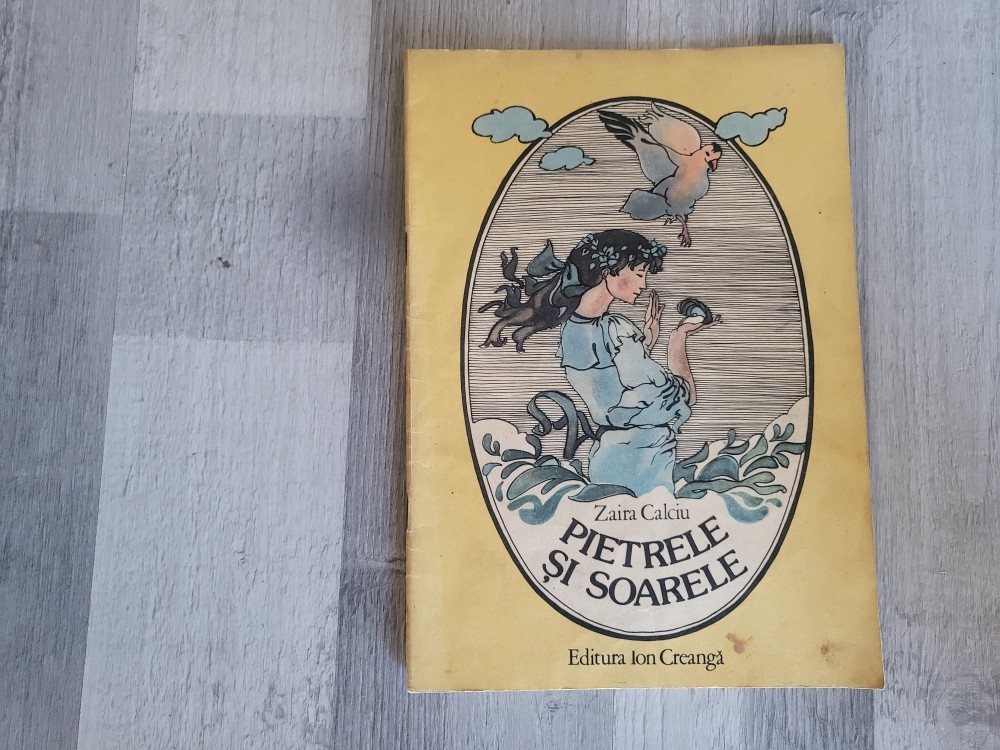 Zaira Calciu
PIETRELE
ȘI SOARELE
Editura Ion Creangă